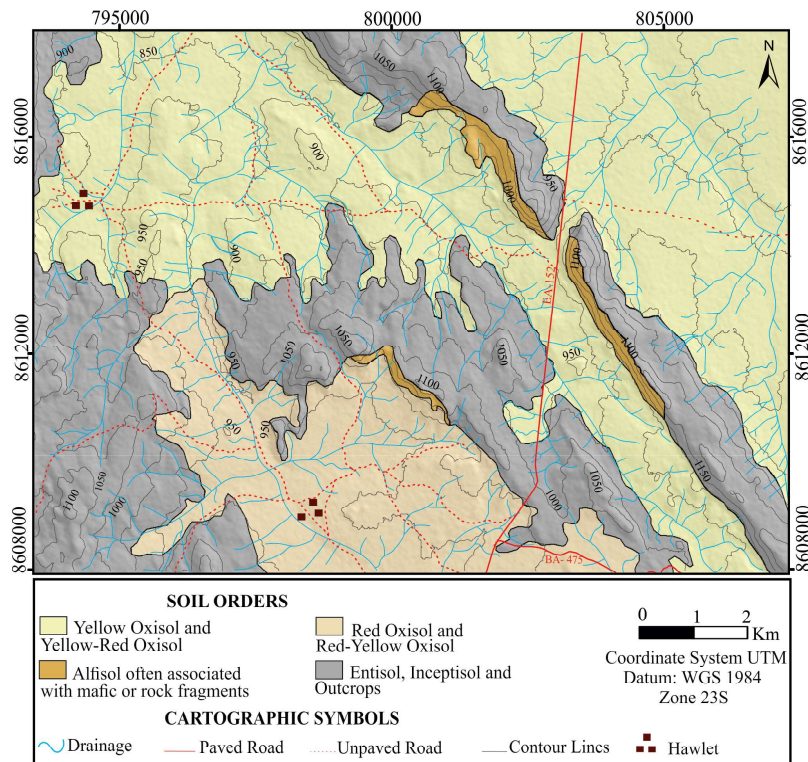 795000 800000 805000
8616000 8616000
8612000 8612000
8608000 8608000
N
900
850
1050
1100
900
950
1000
950
950
900
1100
EA-152
1050
1050
950
1050
1100
950
1100
950
950
1100
1050
1000
1050
1000
1150
BA-475
SOIL ORDERS
Yellow Oxisol and
Yellow-Red Oxisol
Red Oxisol and
Red-Yellow Oxisol
Alfisol often associated
with mafic or rock fragments
Entisol, Inceptisol and
Outcrops
0 1 2
Km
Coordinate System UTM
Datum: WGS 1984
Zone 23S
CARTOGRAPHIC SYMBOLS
Drainage Paved Road Unpaved Road Contour Lincs Hawlet